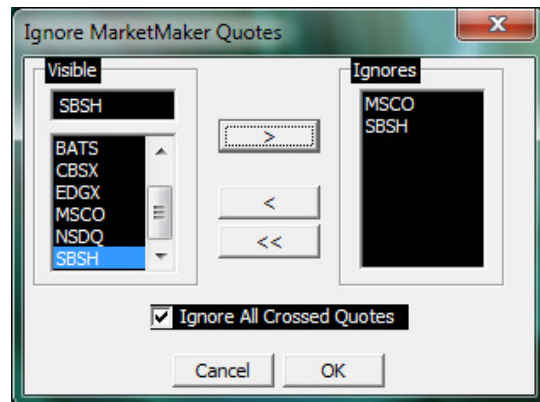 Ignore MarketMaker Quotes
Visible
SBSH
BATS
CBSX
EDGX
MSCO
NSDQ
SBSH
>
<
<<
Ignores
MSCO
SBSH
Ignore All Crossed Quotes
Cancel
OK